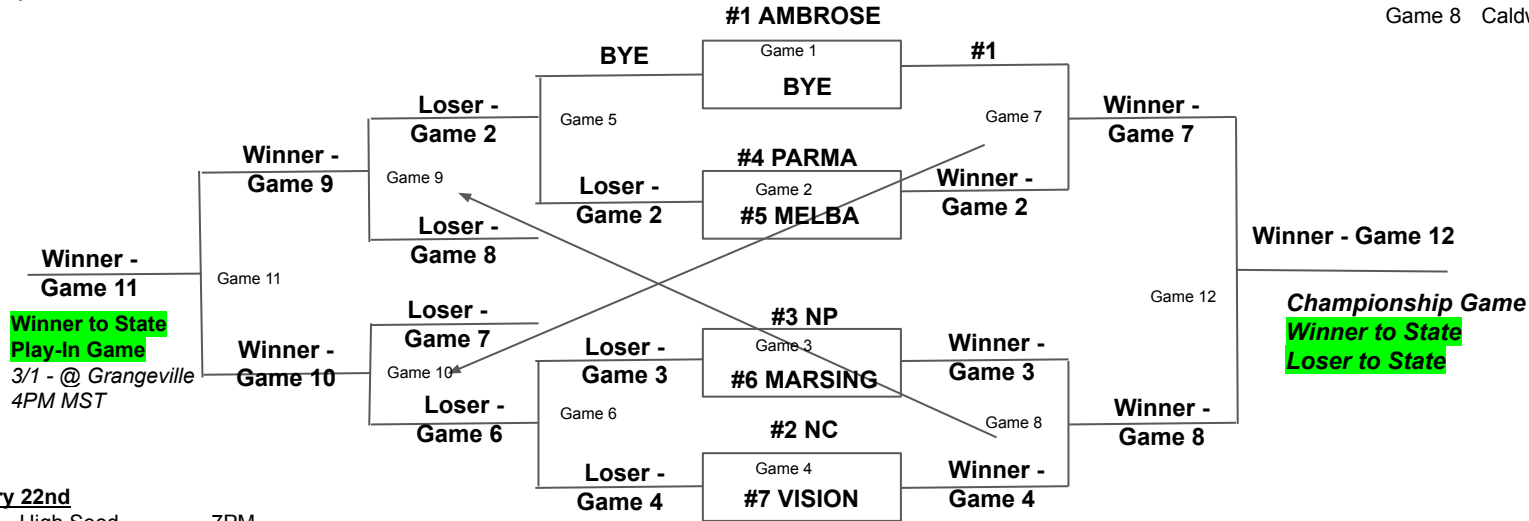 #1 AMBROSE
Game 8 Caldw
BYE
Game 1
BYE
#1
Loser -
Game 2
Game 5
Game 7
Winner -
Game 7
Winner -
Game 9
Game 9
Loser -
Game 2
#4 PARMA
Game 2
#5 MELBA
Winner -
Game 2
Loser -
Game 8
Winner - Game 12
Winner -
Game 11
Game 11
Game 12
Championship Game
Winner to State
Loser to State
Winner to State
Play-In Game
3/1 - @ Grangeville
4PM MST
Loser -
Game 7
Winner -
Game 10
Game 10
Loser -
Game 3
#3 NP
Game 3
#6 MARSING
Winner -
Game 3
Loser -
Game 6
Game 6
#2 NC
Game 8
Winner -
Game 8
Loser -
Game 4
Game 4
#7 VISION
Winner -
Game 4
ry 22nd
High Seed 7PM